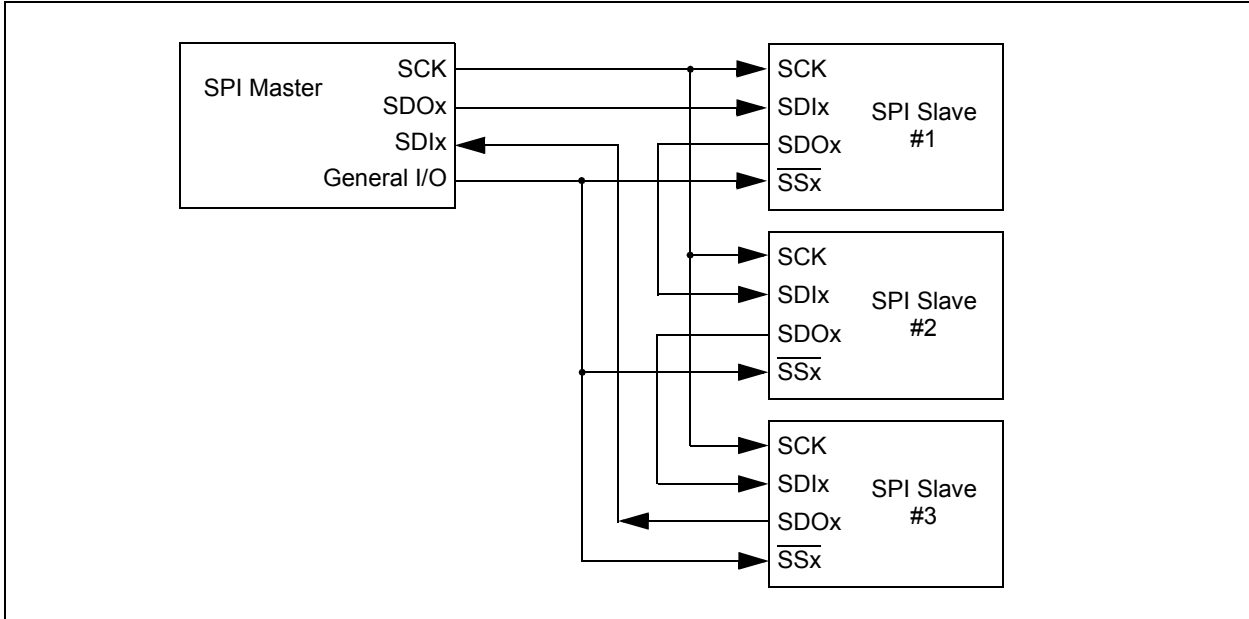 SPI Master
SCK
SDOx
SDIx
General I/O
SCK
SDIx
SDOx
SSx
SPI Slave
#1
SCK
SDIx
SDOx
SSx
SPI Slave
#2
SCK
SDIx
SDOx
SSx
SPI Slave
#3